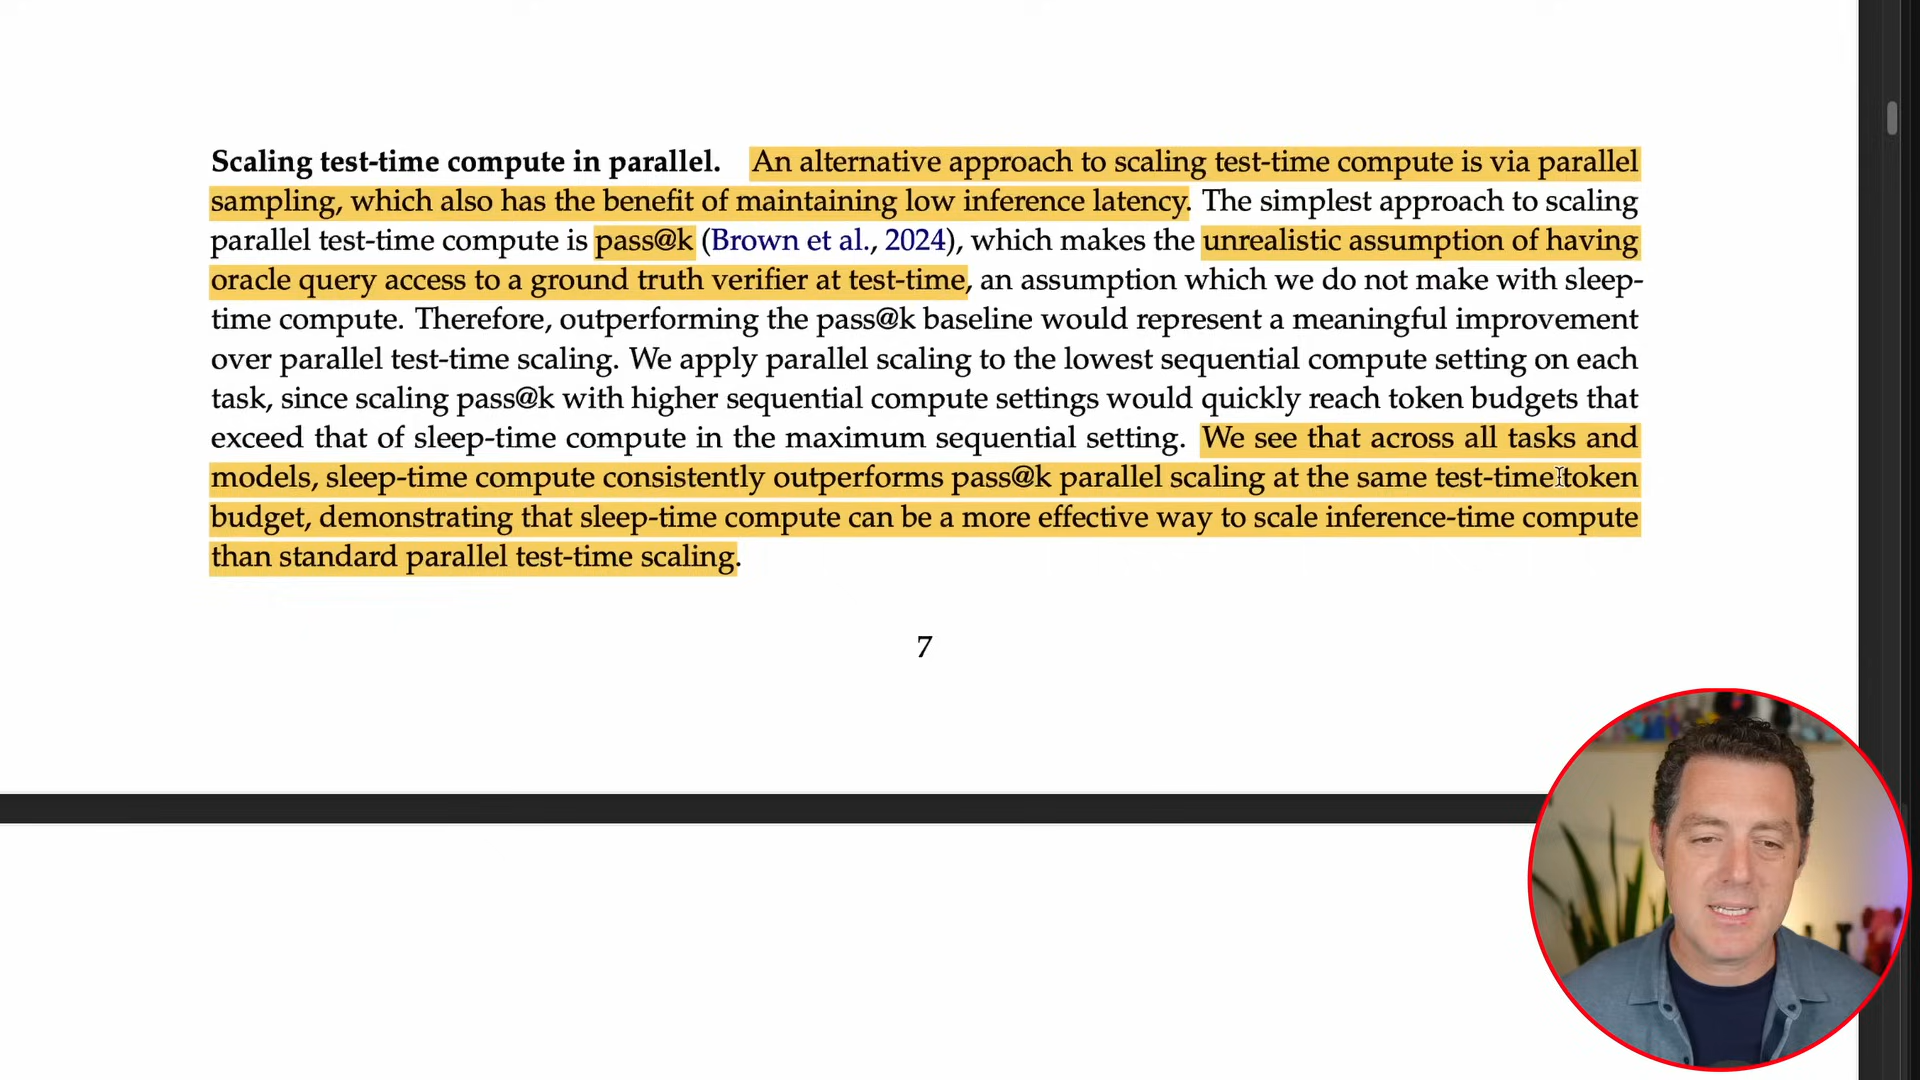 Scaling test-time compute in parallel. An alternative approach to scaling test-time compute is via parallel
sampling, which also has the benefit of maintaining low inference latency. The simplest approach to scaling
parallel test-time compute is pass@k (Brown et al., 2024), which makes the unrealistic assumption of having
oracle query access to a ground truth verifier at test-time, an assumption which we do not make with sleep-
time compute. Therefore, outperforming the pass@k baseline would represent a meaningful improvement
over parallel test-time scaling. We apply parallel scaling to the lowest sequential compute setting on each
task, since scaling pass@k with higher sequential compute settings would quickly reach token budgets that
exceed that of sleep-time compute in the maximum sequential setting. We see that across all tasks and
models, sleep-time compute consistently outperforms pass@k parallel scaling at the same test-time token
budget, demonstrating that sleep-time compute can be a more effective way to scale inference-time compute
than standard parallel test-time scaling.
7